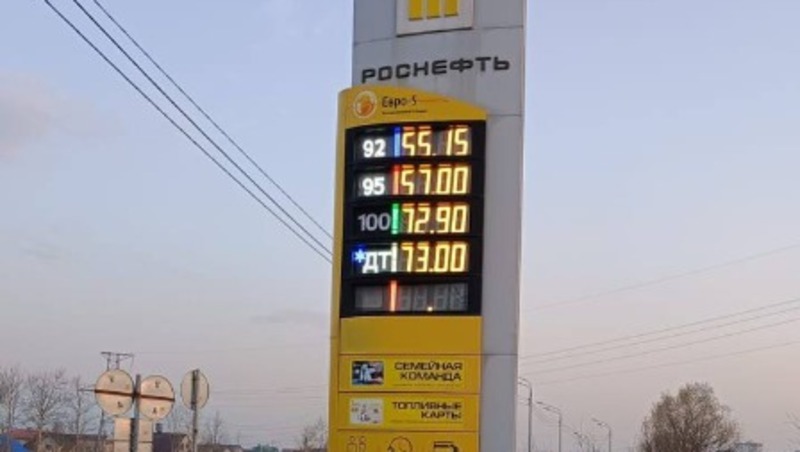 РОСНЕФТЬ
Евро-5
92 55.15
95 57.00
100 72.90
*ДТ 73.00
СЕМЕЙНАЯ
КОМАНДА
ТОПЛИВНЫЕ
КАРТЫ